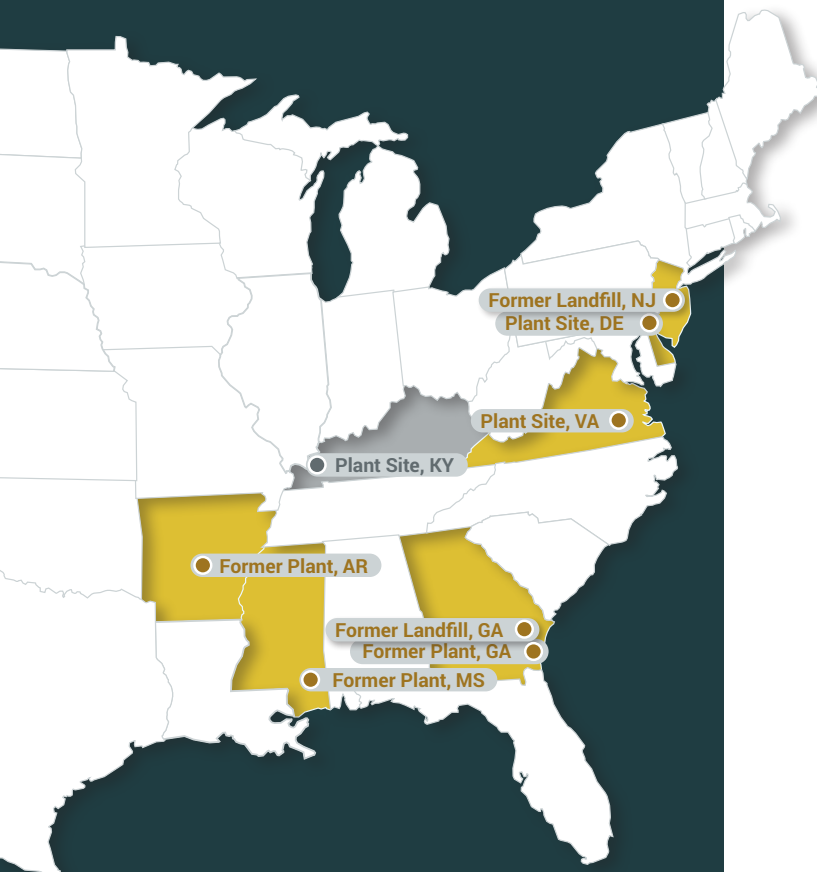 Former Landfill, NJ
Plant Site, DE
Plant Site, VA
Plant Site, KY
Former Plant, AR
Former Landfill, GA
Former Plant, GA
Former Plant, MS